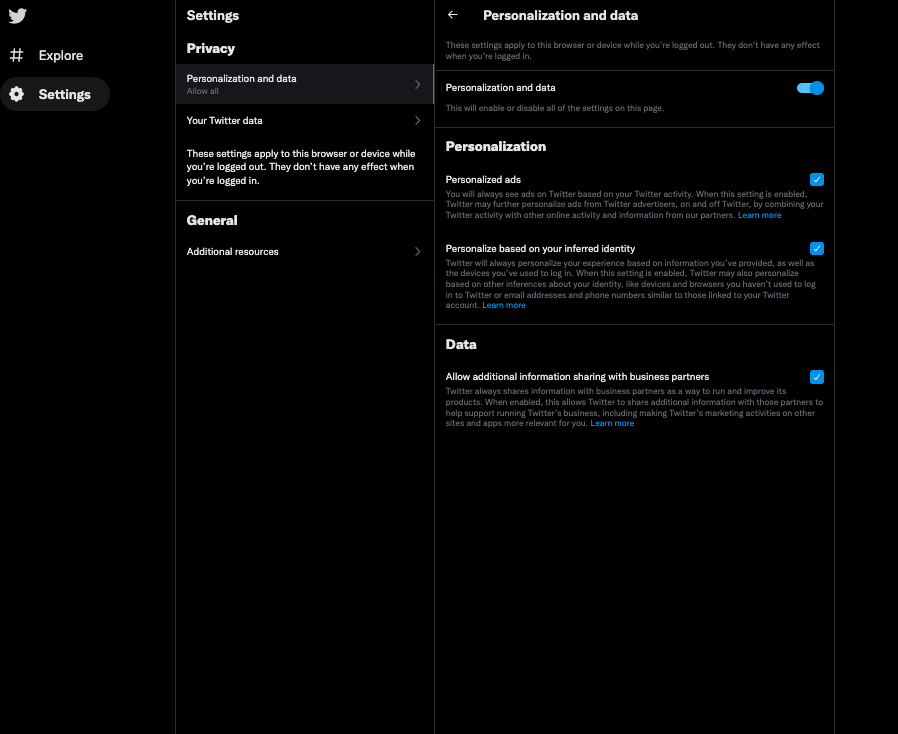 Explore
Settings
Settings
Privacy
Personalization and data
Allow all
Your Twitter data
These settings apply to this browser or device while
you're logged out. They don't have any effect when
you're logged in.
General
Additional resources
Personalization and data
These settings apply to this browser or device while you're logged out. They don't have any effect
when you're logged in.
Personalization and data
This will enable or disable all of the settings on this page.
Personalization
Personalized ads
You will always see ads on Twitter based on your Twitter activity. When this setting is enabled,
Twitter may further personalize ads from Twitter advertisers, on and off Twitter, by combining your
Twitter activity with other online activity and information from our partners. Learn more
Personalize based on your inferred identity
Twitter will always personalize your experience based on information you've provided, as well as
the devices you've used to log in. When this setting is enabled, Twitter may also personalize
based on other inferences about your identity, like devices and browsers you haven't used to log
in to Twitter or email addresses and phone numbers similar to those linked to your Twitter
account. Learn more
Data
Allow additional information sharing with business partners
Twitter always shares information with business partners as a way to run and improve its
products. When enabled, this allows Twitter to share additional information with those partners to
help support running Twitter's business, including making Twitter's marketing activities on other
sites and apps more relevant for you. Learn more